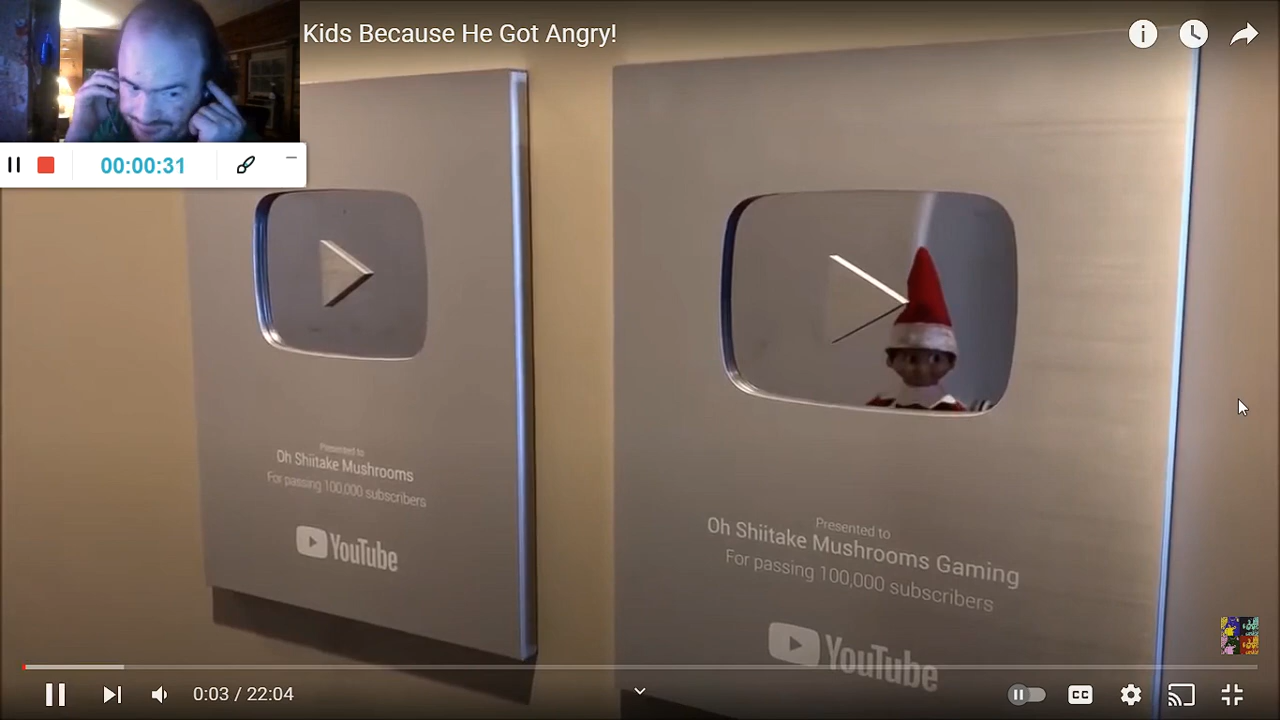 Kids Because He Got Angry!
00:00:31
Presented to
Oh Shiitake Mushrooms
For passing 100,000 subscribers
YouTube
Presented to
Oh Shiitake Mushrooms Gaming
For passing 100,000 subscribers
YouTube
0:03 / 22:04
CC